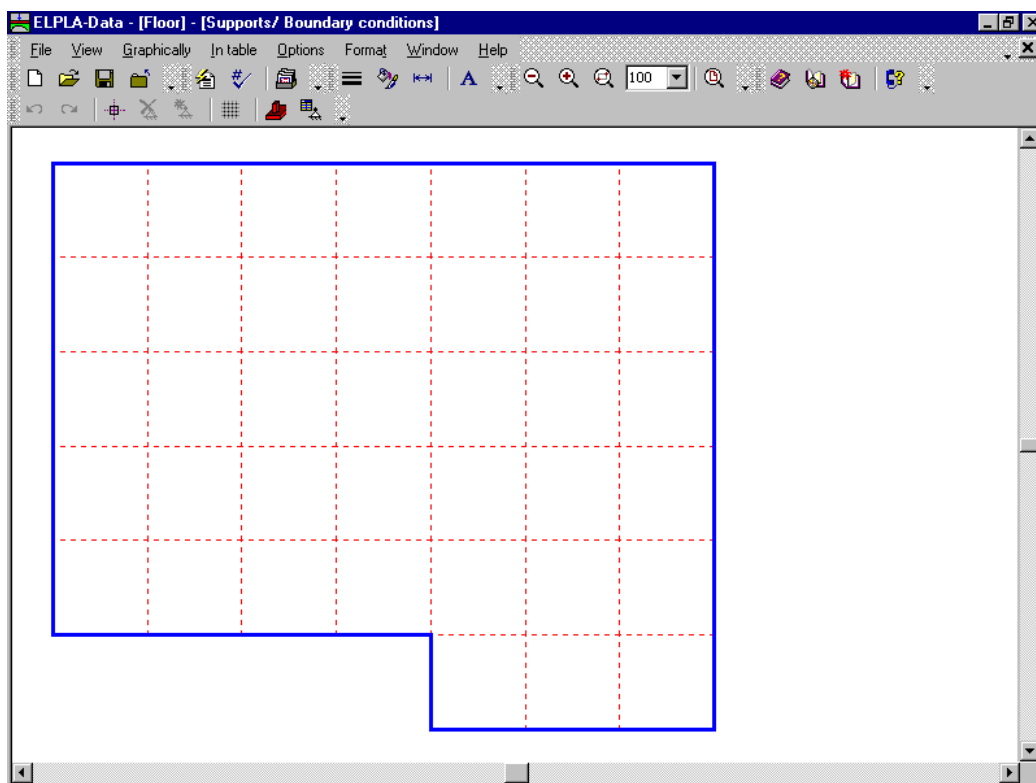 ELPLA-Data - [Floor] - [Supports/ Boundary conditions]
File View Graphically In table Options Format Window Help
A 100